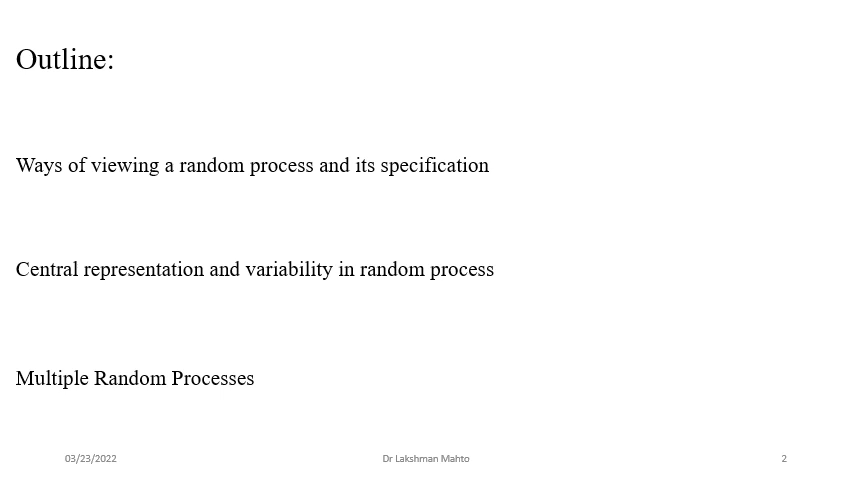 Outline:
Ways of viewing a random process and its specification
Central representation and variability in random process
Multiple Random Processes
03/23/2022
Dr Lakshman Mahto
2